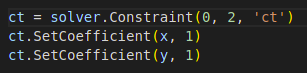 ct = solver.Constraint(0, 2, 'ct')
ct.SetCoefficient(x, 1)
ct.SetCoefficient(y, 1)